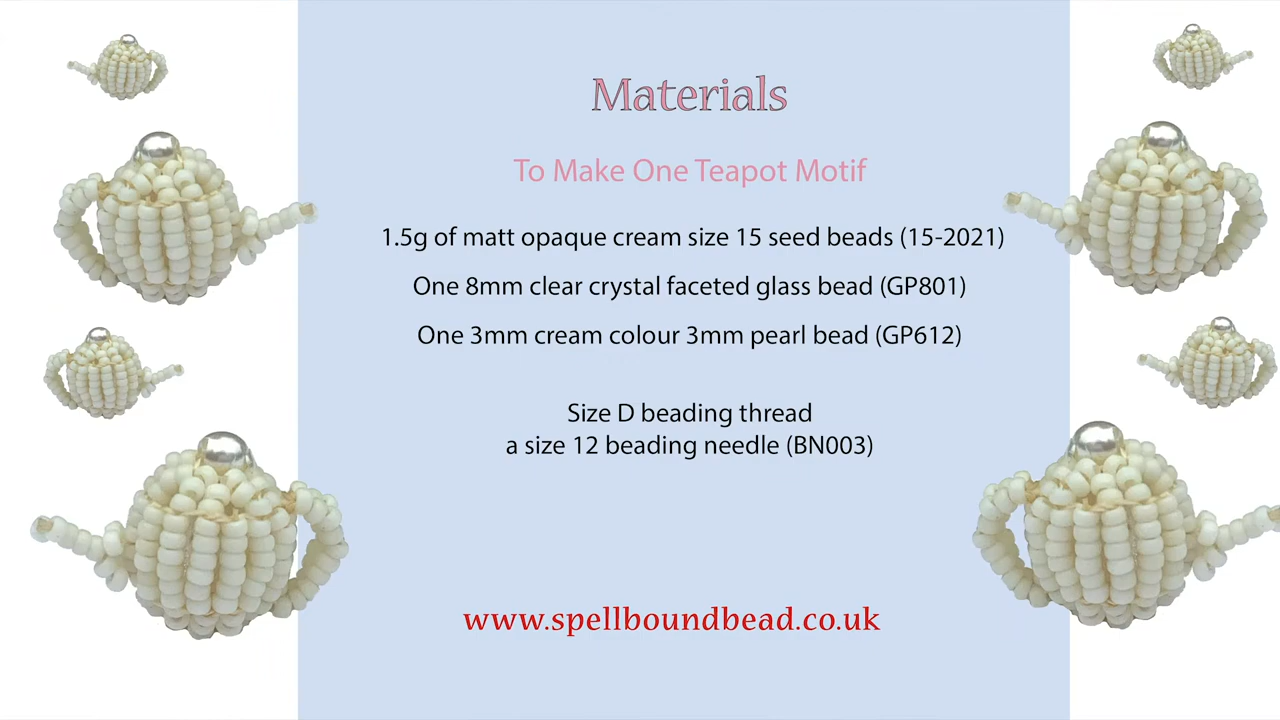 Materials
To Make One Teapot Motif
1.5g of matt opaque cream size 15 seed beads (15-2021)
One 8mm clear crystal faceted glass bead (GP801)
One 3mm cream colour 3mm pearl bead (GP612)
Size D beading thread
a size 12 beading needle (BN003)
www.spellboundbead.co.uk